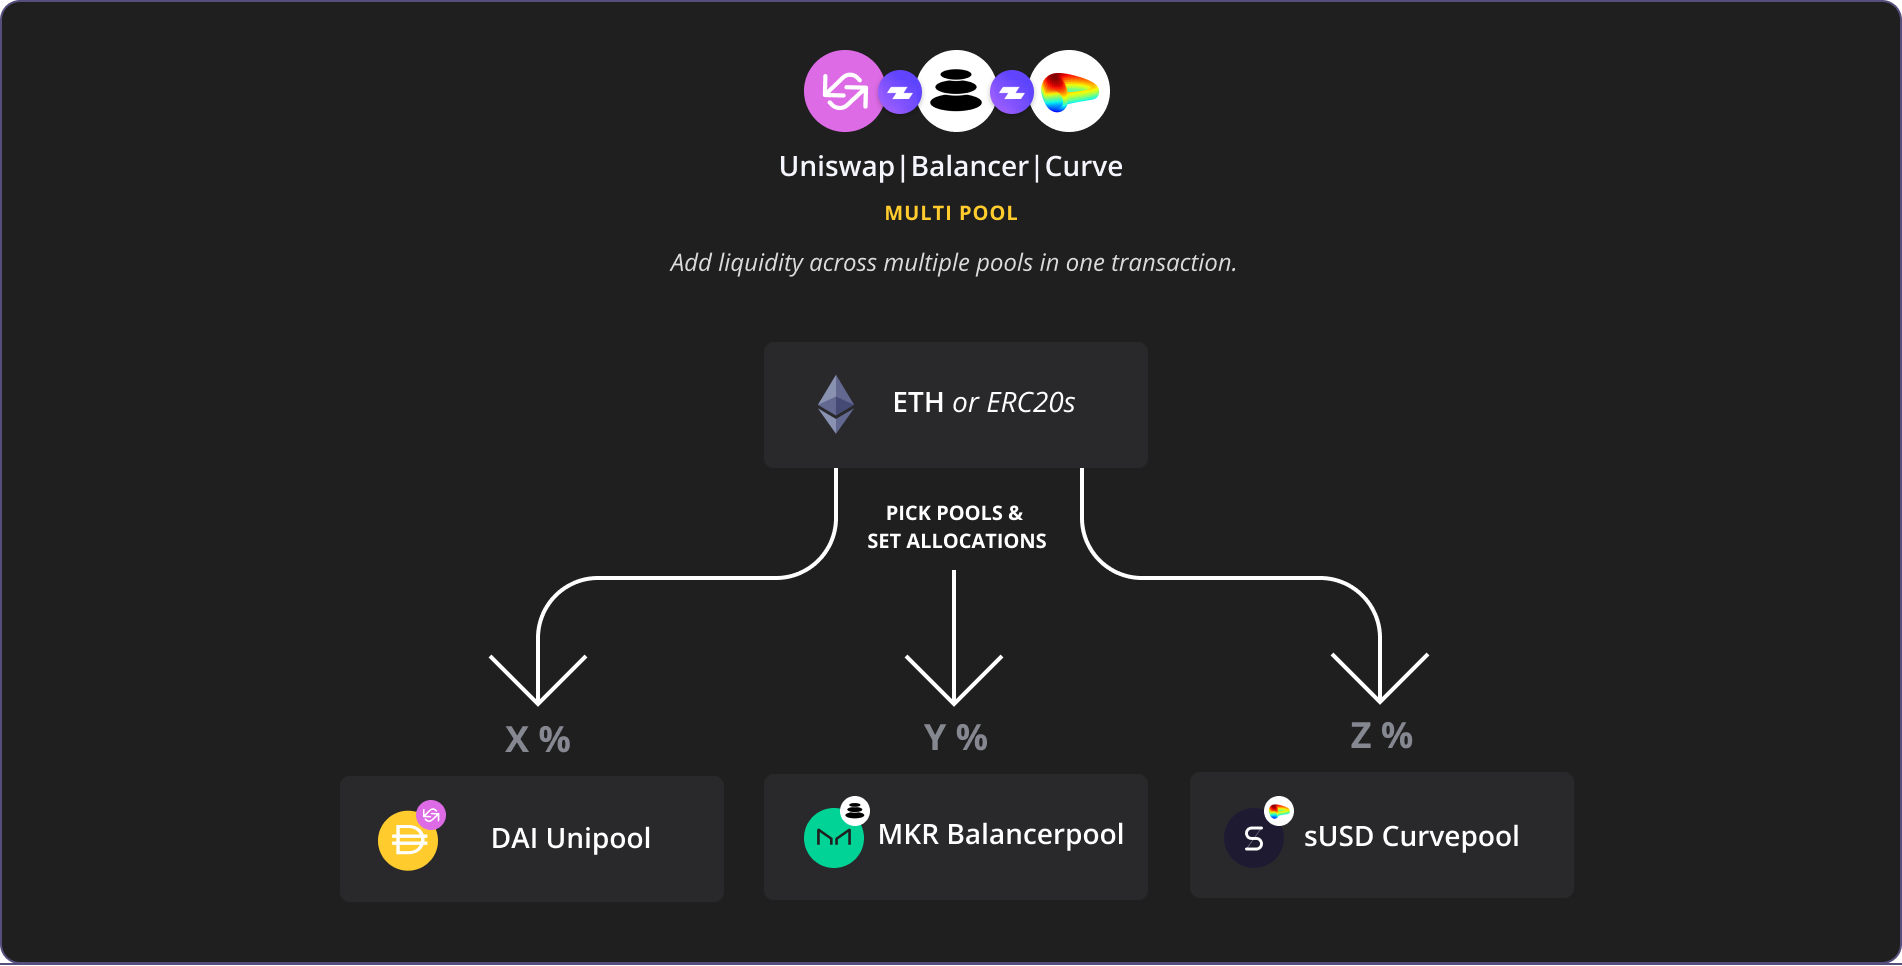 Uniswap|Balancer|Curve
MULTI POOL
Add liquidity across multiple pools in one transaction.
ETH or ERC20s
PICK POOLS &
SET ALLOCATIONS
X %
Y %
Z %
DAI Unipool
MKR Balancerpool
sUSD Curvepool